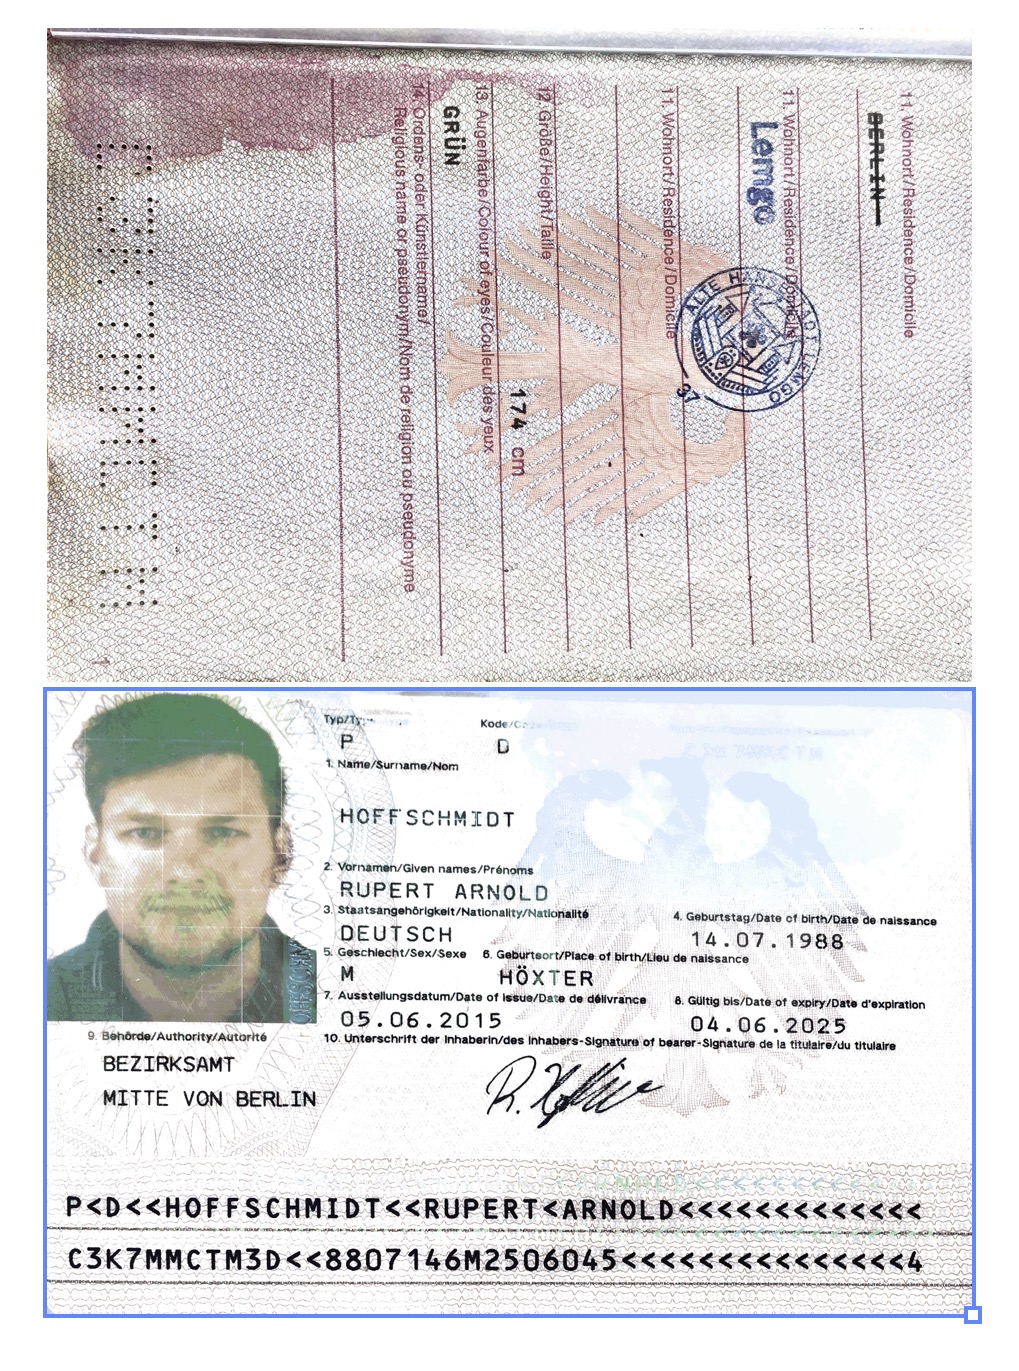 11. Wohnort/Residence/Domicile
BERLIN
11. Wohnort/Residence/Domicile
Lemgo
ALTE HANSESTADT LEMGO
97
11. Wohnort/Residence/Domicile
12. Größe/Height/Taille
174 cm
13. Augenfarbe/Colour of eyes/Couleur des yeux
GRÜN
14. Ordens- oder Künstlername/
Religious name or pseudonym/Nom de religion ou pseudonyme
Typ/
Kode/
P
D
1. Name/Surname/Nom
HOFFSCHMIDT
2. Vornamen/Given names/Prénoms
RUPERT ARNOLD
3. Staatsangehörigkeit/Nationality/Nationalité
4. Geburtstag/Date of birth/Date de naissance
DEUTSCH
14.07.1988
5. Geschlecht/Sex/Sexe
6. Geburtsort/Place of birth/Lieu de naissance
M
HÖXTER
7. Ausstellungsdatum/Date of issue/Date de délivrance
8. Gültig bis/Date of expiry/Date d'expiration
05.06.2015
04.06.2025
9. Behörde/Authority/Autorité
10. Unterschrift der Inhaberin/des Inhabers-Signature of bearer-Signature de la titulaire/du titulaire
BEZIRKSAMT
MITTE VON BERLIN
P<D<<HOFFSCHMIDT<<RUPERT<ARNOLD<<<<<<<<<<<<<
C3K7MMCTM3D<<8807146M2506045<<<<<<<<<<<<<<<4